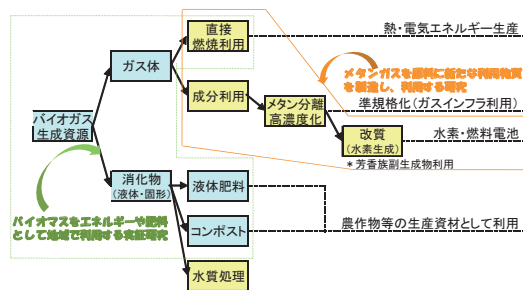 直接
燃焼利用
熱・電気エネルギー生産
ガス体
メタンガスを原料に新たな利用物質
を製造し、利用する研究
成分利用
メタン分離
高濃度化
準規格化(ガスインフラ利用)
バイオガス
生成資源
改質
(水素生成)
水素・燃料電池
*芳香族副生成物利用
消化物
(液体・固形)
液体肥料
バイオマスをエネルギーや肥料
として地域で利用する実証研究
コンポスト
農作物等の生産資材として利用
水質処理